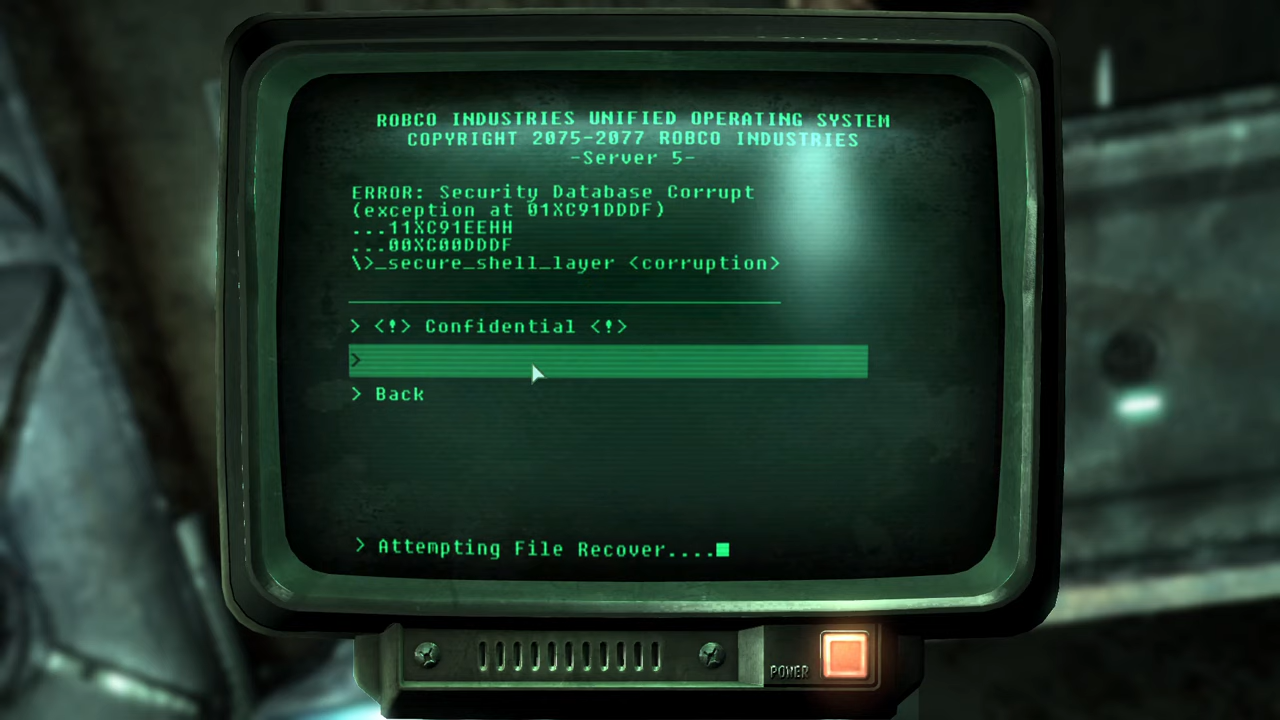 ROBCO INDUSTRIES UNIFIED OPERATING SYSTEM
COPYRIGHT 2075-2077 ROBCO INDUSTRIES
-Server 5-
ERROR: Security Database Corrupt
(exception at 01XC91DDDF)
...11XC91EEHH
...00XC00DDDF
\>_secure_shell_layer <corruption>
> <!> Confidential <!>
>
> Back
> Attempting File Recover....
POWER